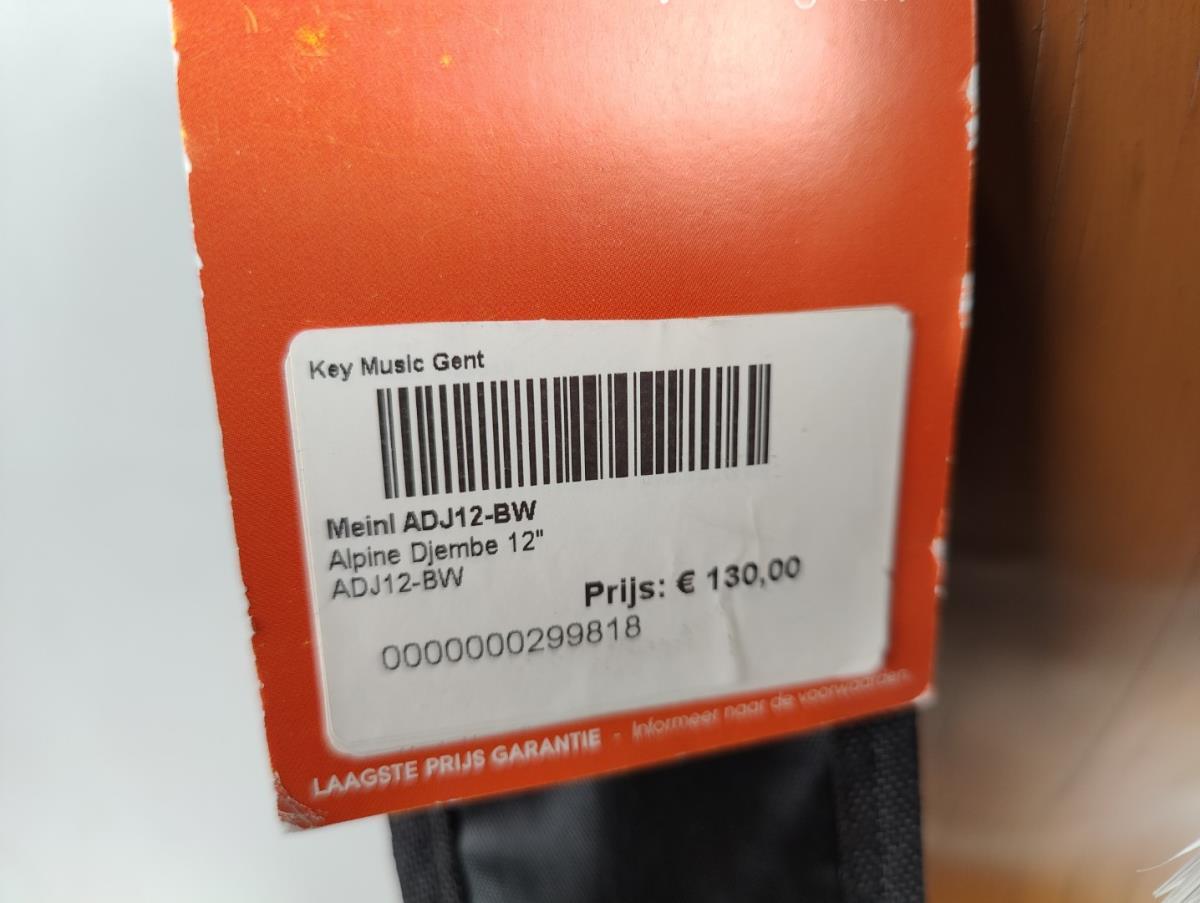 Key Music Gent
Meinl ADJ12-BW
Alpine Djembe 12"
ADJ12-BW
Prijs: € 130,00
0000000299818
LAAGSTE PRIJS GARANTIE - Informeer naar de voorwaarden.